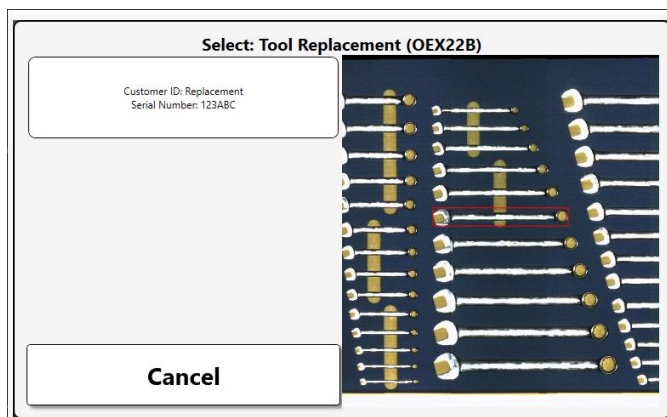 Select: Tool Replacement (OEX22B)
Customer ID: Replacement
Serial Number: 123ABC
Cancel